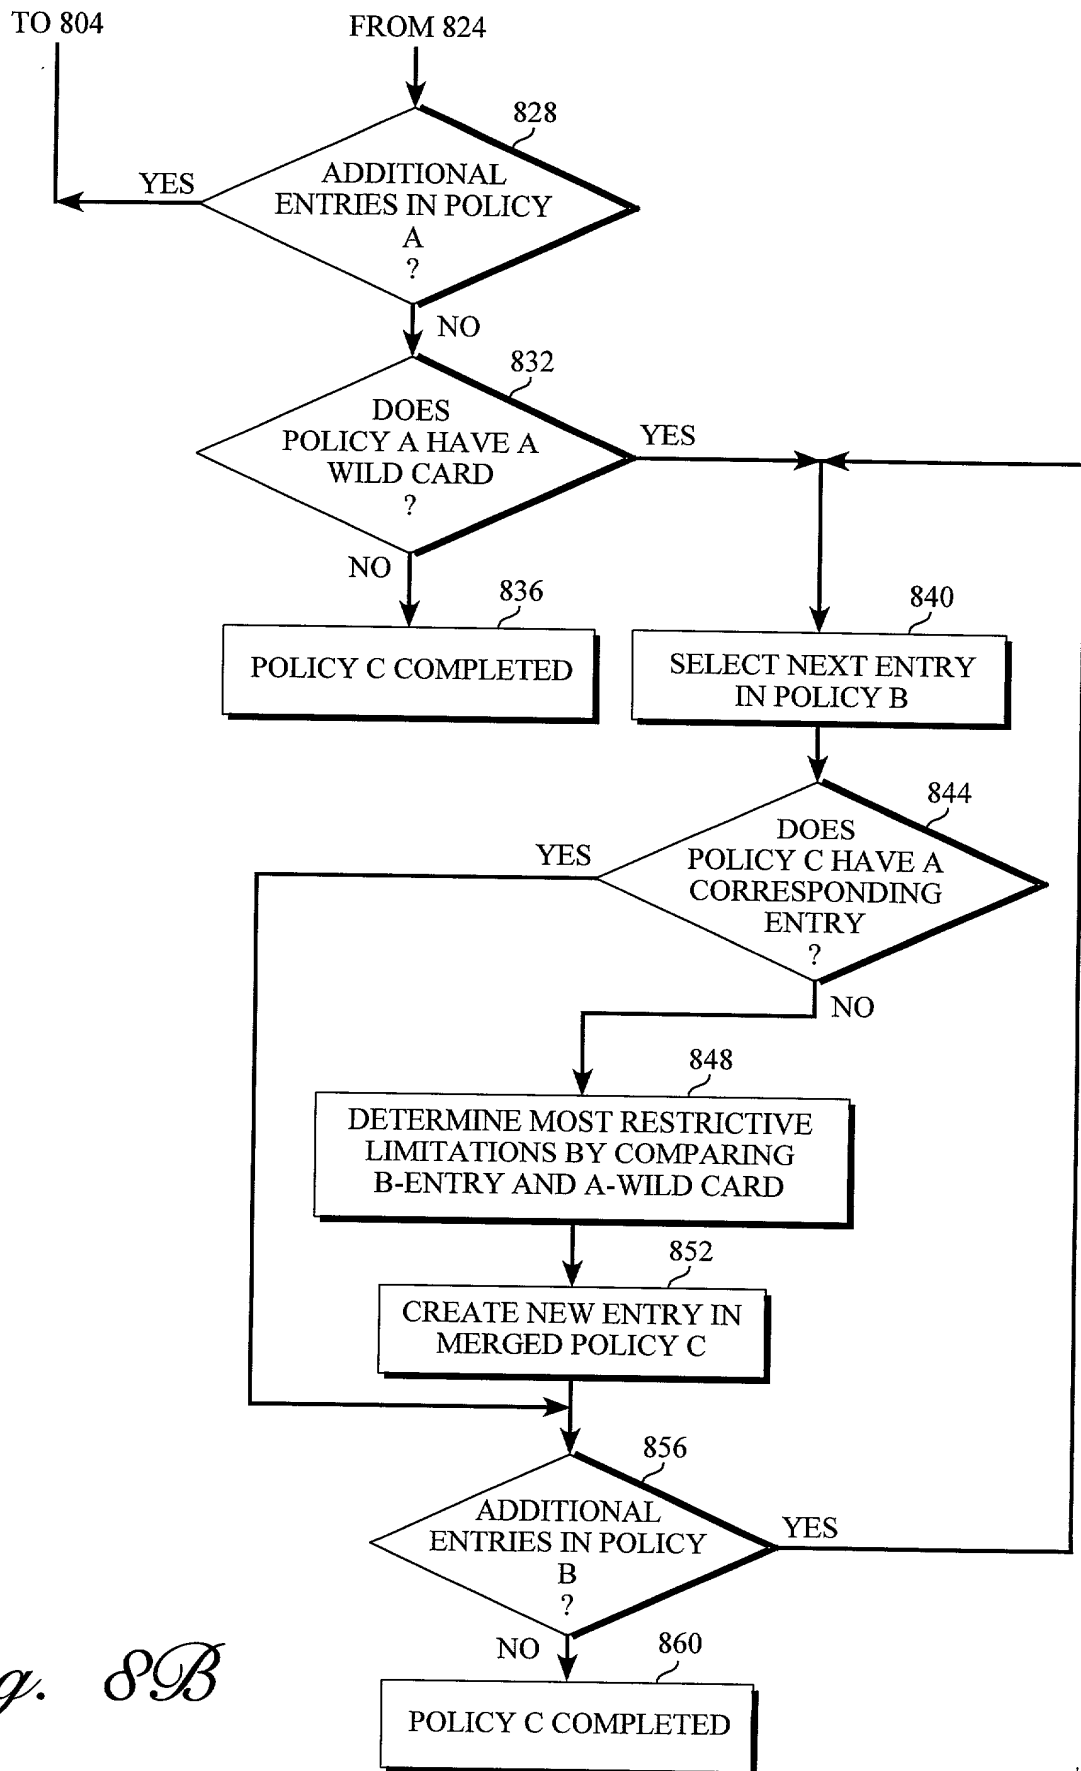 TO 804
FROM 824
828
ADDITIONAL
ENTRIES IN POLICY
A
?
YES
NO
832
DOES
POLICY A HAVE A
WILD CARD
?
YES
NO
836
POLICY C COMPLETED
840
SELECT NEXT ENTRY
IN POLICY B
844
DOES
POLICY C HAVE A
CORRESPONDING
ENTRY
?
YES
NO
848
DETERMINE MOST RESTRICTIVE
LIMITATIONS BY COMPARING
B-ENTRY AND A-WILD CARD
852
CREATE NEW ENTRY IN
MERGED POLICY C
856
ADDITIONAL
ENTRIES IN POLICY
B
?
YES
NO
860
POLICY C COMPLETED
g. 8B